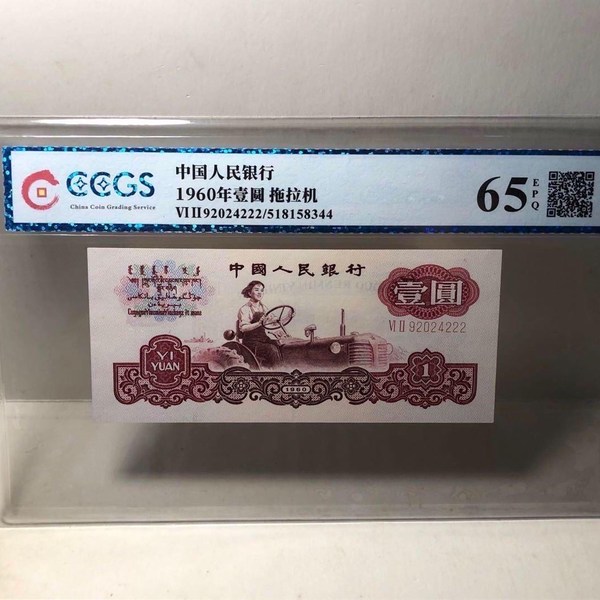 CCGS
China Coin Grading Service
中国人民银行
1960年壹圓 拖拉机
VI II 92024222/518158344
65
EPQ
中國人民銀行
壹圓
VI II 92024222
YI
YUAN
1960
1